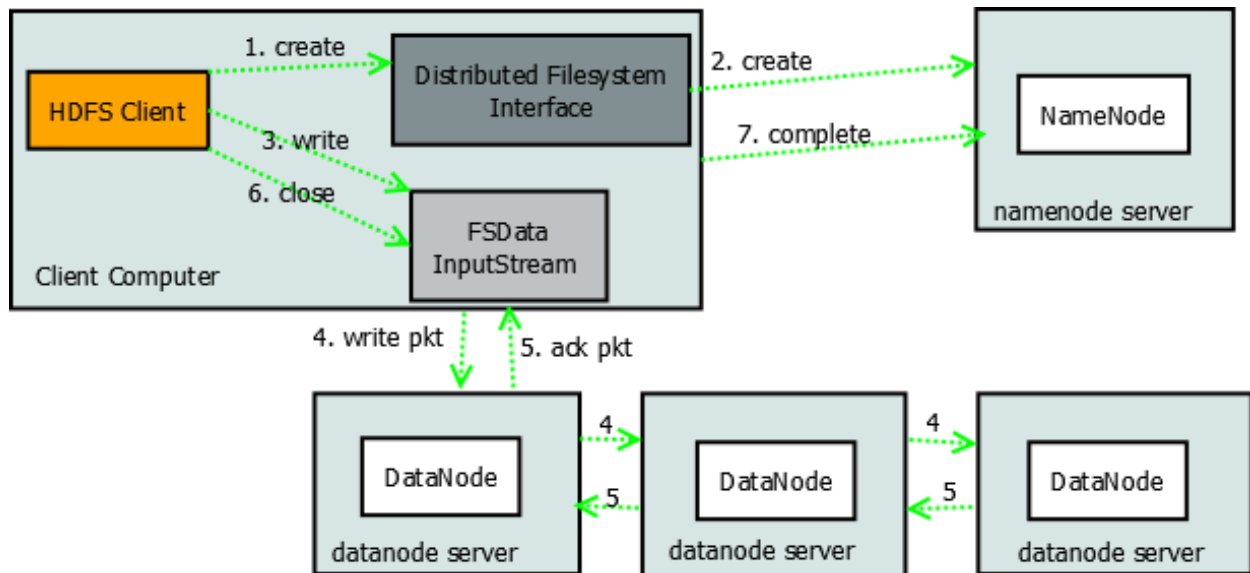 1. create
HDFS Client
Distributed Filesystem
Interface
2. create
NameNode
3. write
7. complete
6. close
FSData
InputStream
namenode server
Client Computer
4. write pkt
5. ack pkt
4
4
DataNode
DataNode
DataNode
5
5
datanode server
datanode server
datanode server